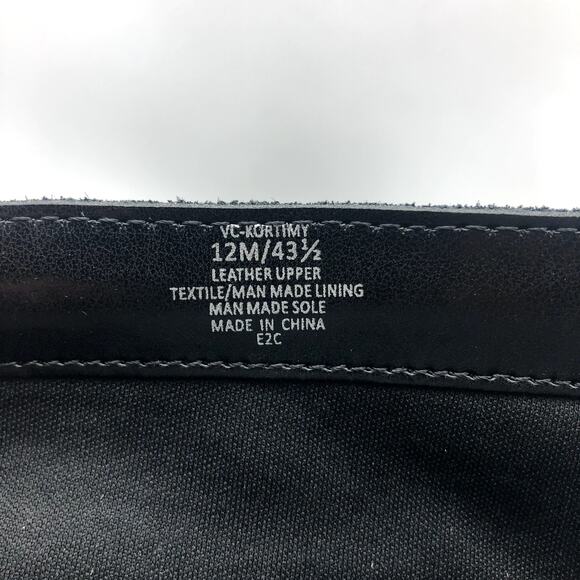 VC-KORTIMY
12M/43½
LEATHER UPPER
TEXTILE/MAN MADE LINING
MAN MADE SOLE
MADE IN CHINA
E2C